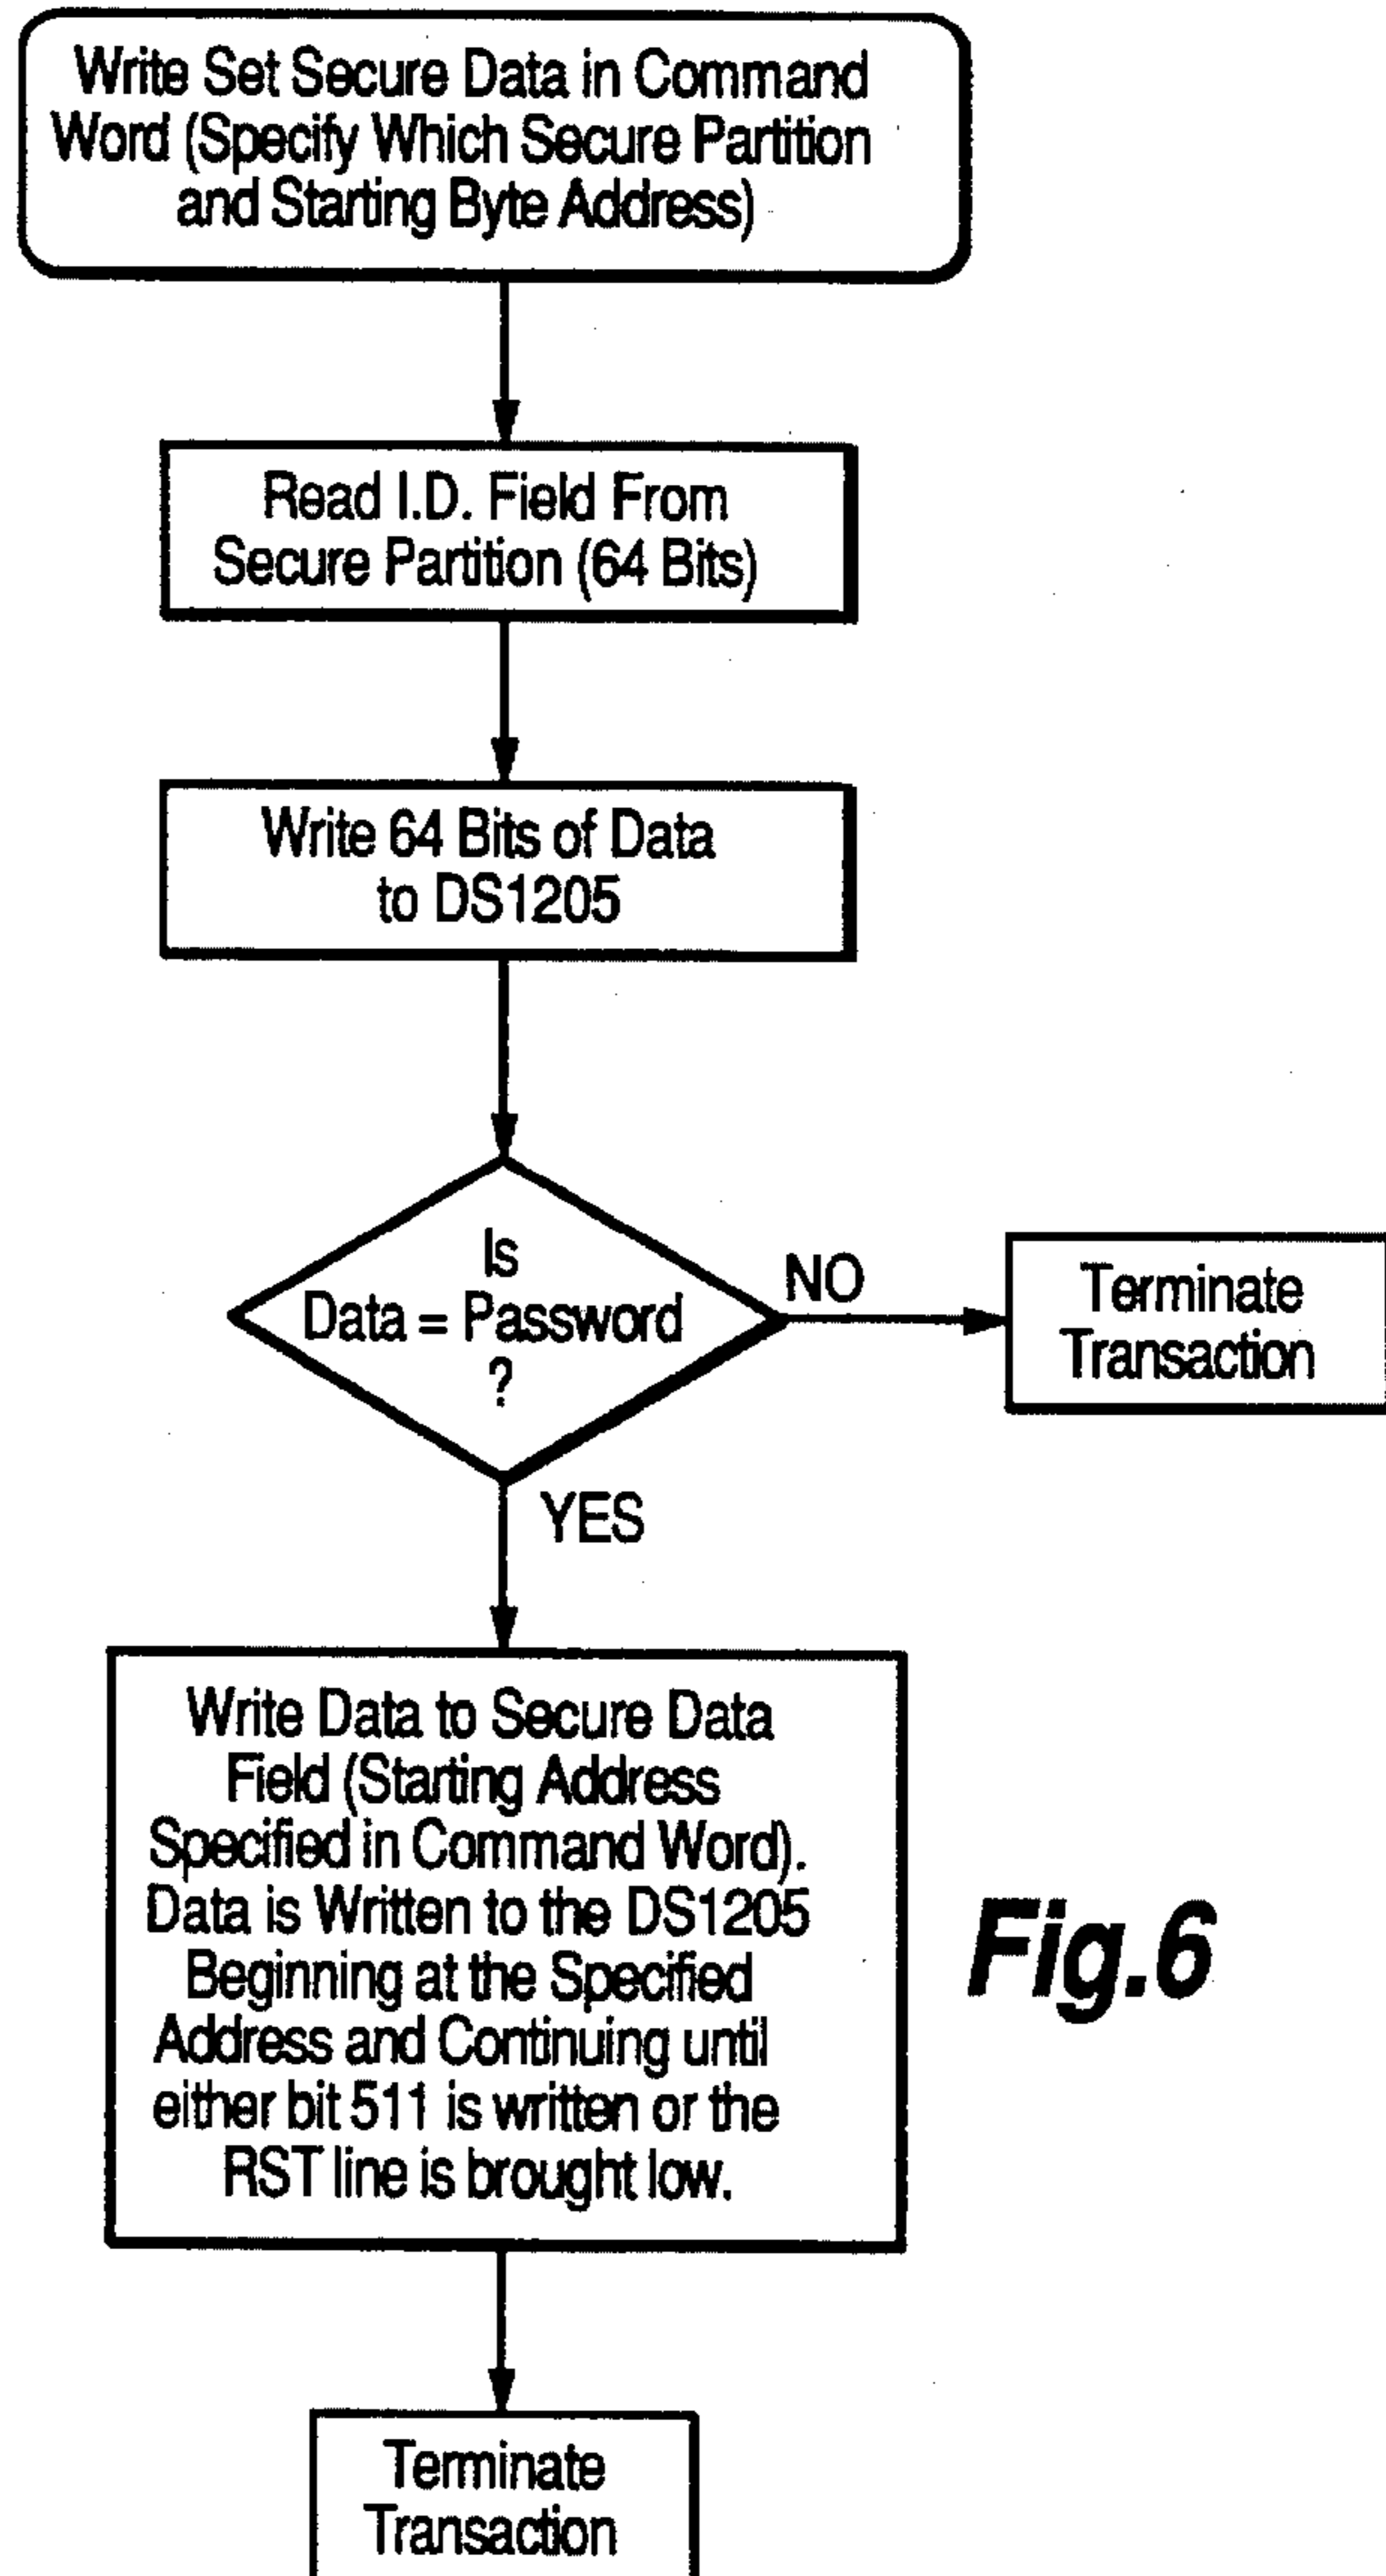 Write Set Secure Data in Command
Word (Specify Which Secure Partition
and Starting Byte Address)
Read I.D. Field From
Secure Partition (64 Bits)
Write 64 Bits of Data
to DS1205
Is
Data = Password
?
NO
Terminate
Transaction
YES
Write Data to Secure Data
Field (Starting Address
Specified in Command Word).
Data is Written to the DS1205
Beginning at the Specified
Address and Continuing until
either bit 511 is written or the
RST line is brought low.
Fig.6
Terminate
Transaction